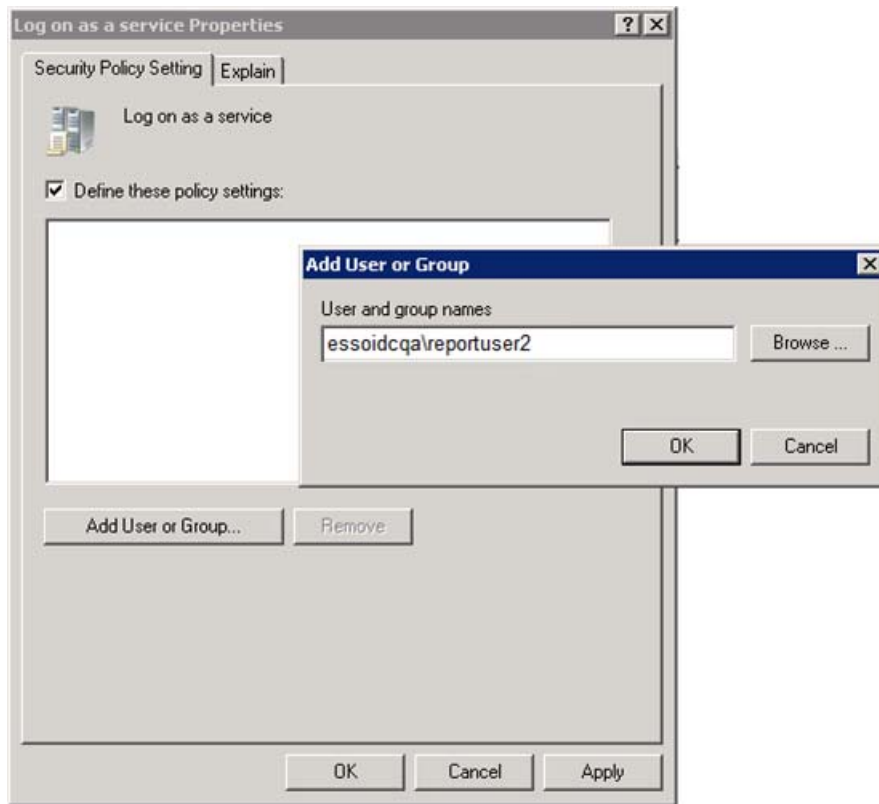 Log on as a service Properties
?
Security Policy Setting
Explain
Log on as a service
Define these policy settings:
Add User or Group
User and group names
essoidcqa\reportuser2
Browse ...
OK
Cancel
Add User or Group...
Remove
OK
Cancel
Apply